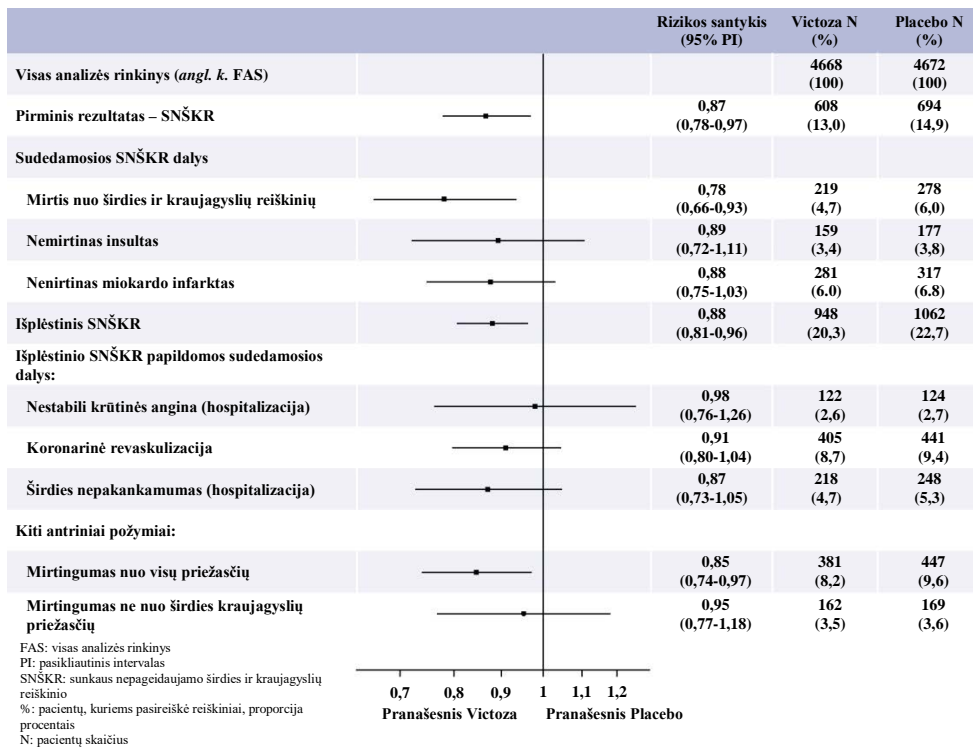 Rizikos santykis Victoza N Placebo N
(95% PI) (%) (%)
Visas analizės rinkinys (angl. k. FAS) 4668 4672
(100) (100)
Pirminis rezultatas – SNŠKR 0,87 608 694
(0,78-0,97) (13,0) (14,9)
Sudedamosios SNŠKR dalys
Mirtis nuo širdies ir kraujagyslių reiškinių 0,78 219 278
(0,66-0,93) (4,7) (6,0)
Nemirtinas insultas 0,89 159 177
(0,72-1,11) (3,4) (3,8)
Nenirtinas miokardo infarktas 0,88 281 317
(0,75-1,03) (6.0) (6.8)
Išplėstinis SNŠKR 0,88 948 1062
(0,81-0,96) (20,3) (22,7)
Išplėstinio SNŠKR papildomos sudedamosios
dalys:
Nestabili krūtinės angina (hospitalizacija) 0,98 122 124
(0,76-1,26) (2,6) (2,7)
Koronarinė revaskulizacija 0,91 405 441
(0,80-1,04) (8,7) (9,4)
Širdies nepakankamumas (hospitalizacija) 0,87 218 248
(0,73-1,05) (4,7) (5,3)
Kiti antriniai požymiai:
Mirtingumas nuo visų priežasčių 0,85 381 447
(0,74-0,97) (8,2) (9,6)
Mirtingumas ne nuo širdies kraujagyslių 0,95 162 169
priežasčių (0,77-1,18) (3,5) (3,6)
FAS: visas analizės rinkinys
PI: pasikliautinis intervalas
SNŠKR: sunkaus nepageidaujamo širdies ir kraujagyslių
reiškinio
%: pacientų, kuriems pasireiškė reiškiniai, proporcija
procentais
N: pacientų skaičius
0,7 0,8 0,9 1 1,1 1,2
Pranašesnis Victoza Pranašesnis Placebo